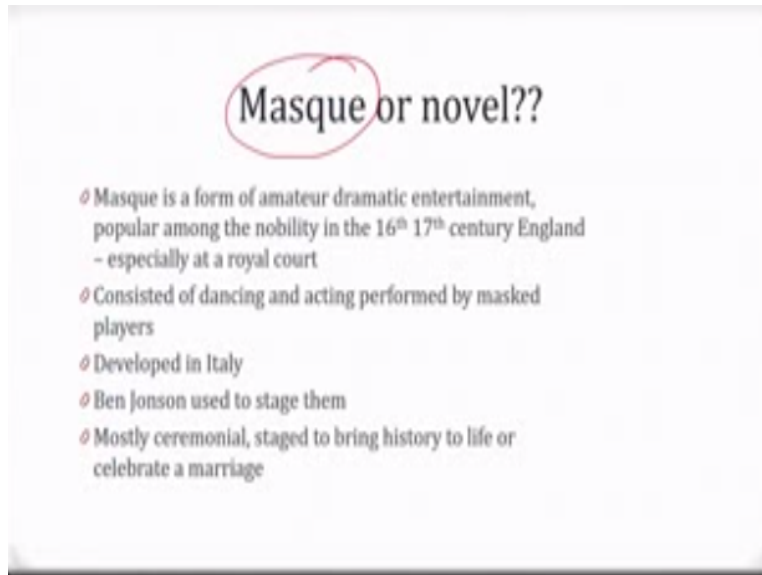 Masque or novel??
Masque is a form of amateur dramatic entertainment,
popular among the nobility in the 16th 17th century England
– especially at a royal court
Consisted of dancing and acting performed by masked
players
Developed in Italy
Ben Jonson used to stage them
Mostly ceremonial, staged to bring history to life or
celebrate a marriage